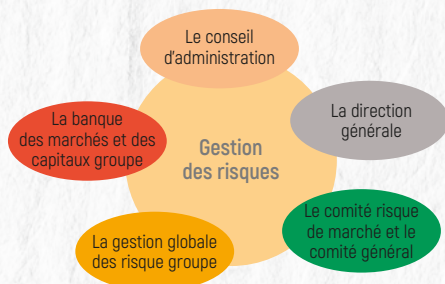 Le conseil
d'administration
La direction
générale
Le comité risque
de marché et le
comité général
La gestion globale
des risque groupe
La banque
des marchés et des
capitaux groupe
Gestion
des risques